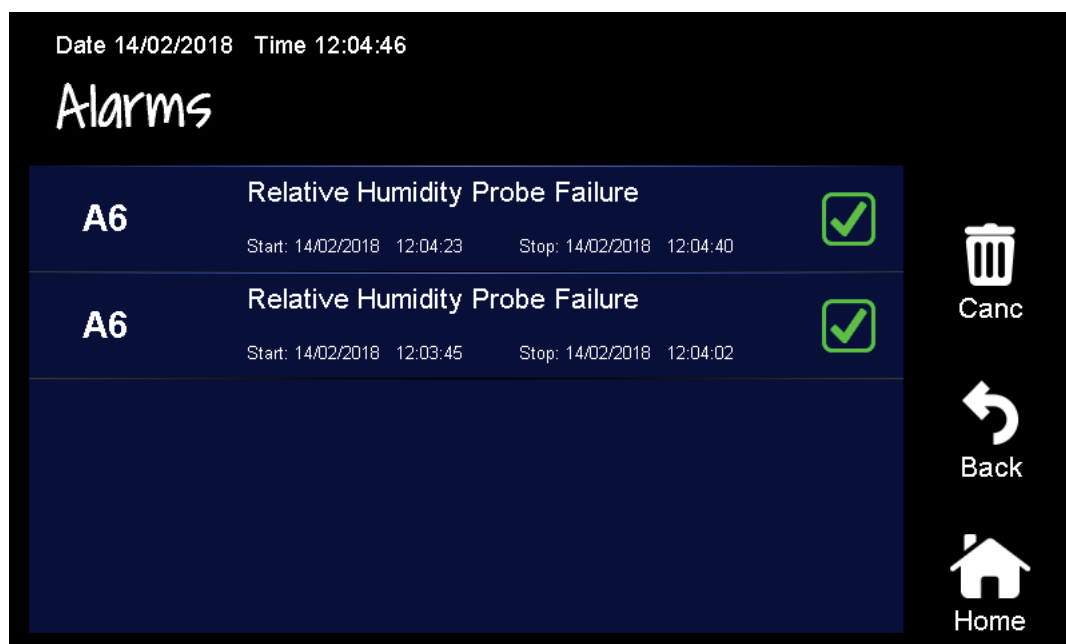 Date 14/02/2018 Time 12:04:46
Alarms
A6
Relative Humidity Probe Failure
Start: 14/02/2018 12:04:23 Stop: 14/02/2018 12:04:40
A6
Relative Humidity Probe Failure
Start: 14/02/2018 12:03:45 Stop: 14/02/2018 12:04:02
Canc
Back
Home